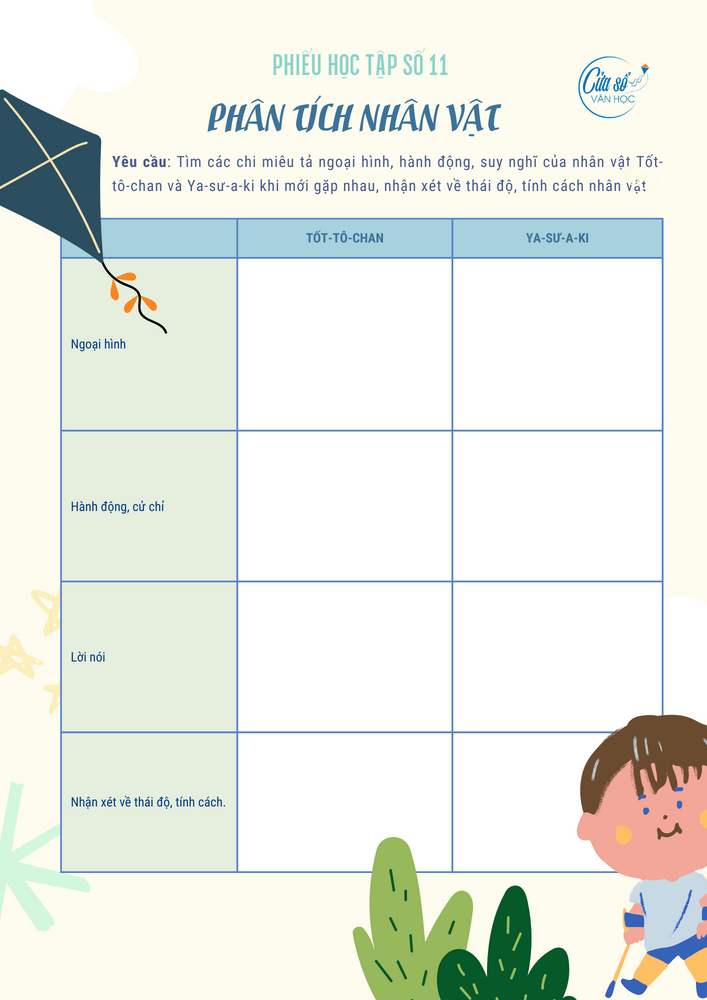 PHIẾU HỌC TẬP SỐ 11
Cửa sổ
VĂN HỌC
PHÂN TÍCH NHÂN VẬT
Yêu cầu: Tìm các chi miêu tả ngoại hình, hành động, suy nghĩ của nhân vật Tốt-
tô-chan và Ya-sư-a-ki khi mới gặp nhau, nhận xét về thái độ, tính cách nhân vật
TỐT-TÔ-CHAN
YA-SƯ-A-KI
Ngoại hình
Hành động, cử chỉ
Lời nói
Nhận xét về thái độ, tính cách.